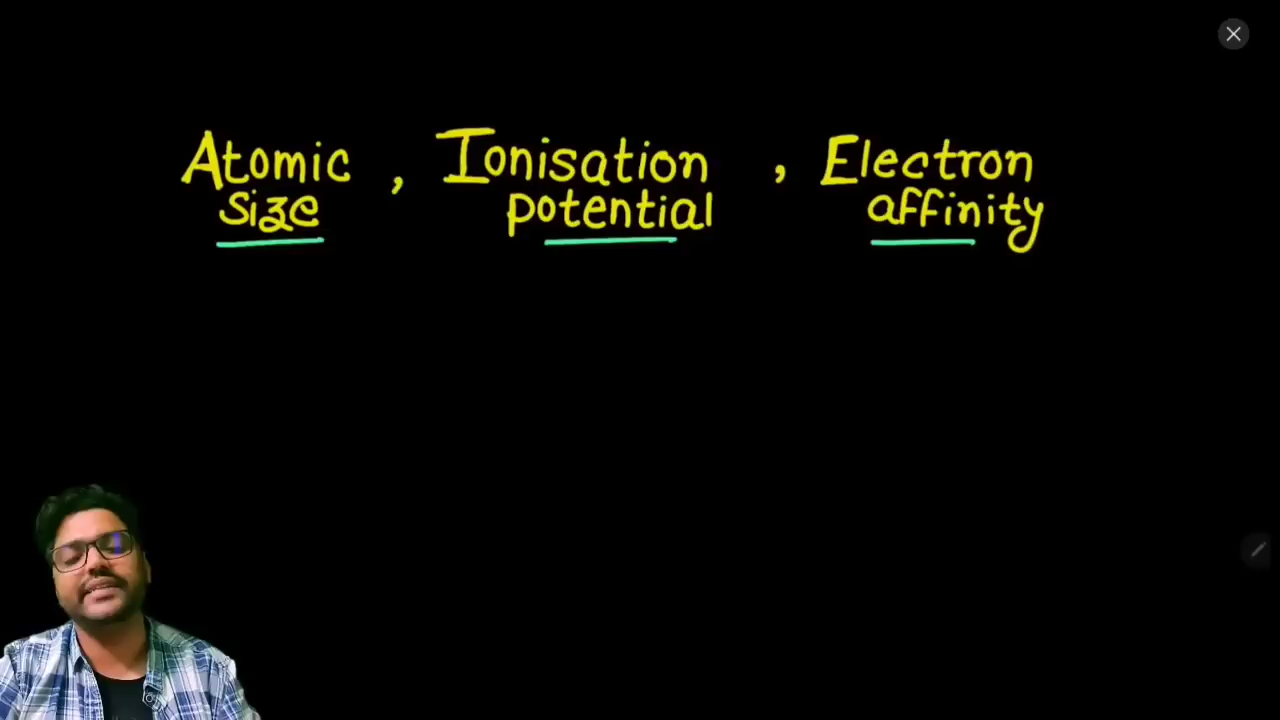 Atomic , Ionisation , Electron
size potential affinity